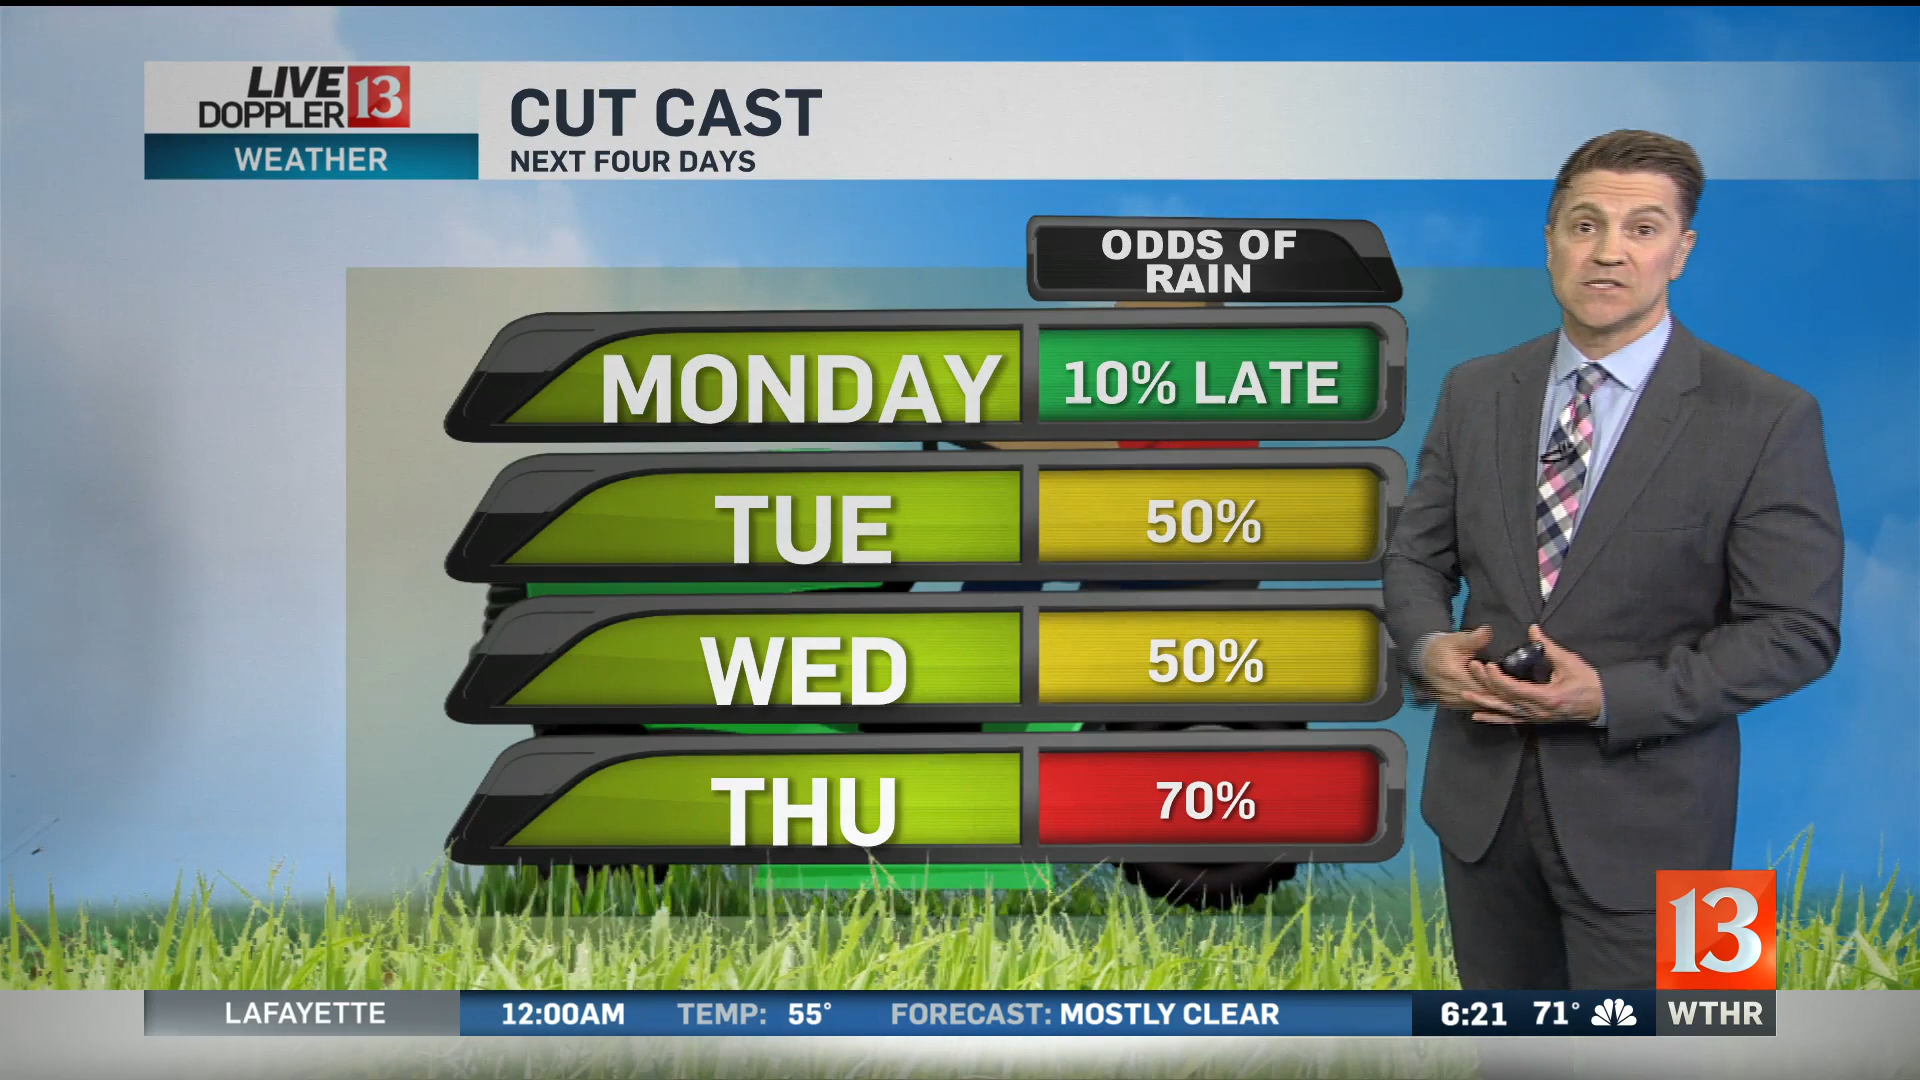 LIVE
DOPPLER 13
WEATHER
CUT CAST
NEXT FOUR DAYS
ODDS OF
RAIN
MONDAY 10% LATE
TUE 50%
WED 50%
THU 70%
13
LAFAYETTE 12:00AM TEMP: 55° FORECAST: MOSTLY CLEAR 6:21 71° WTHR